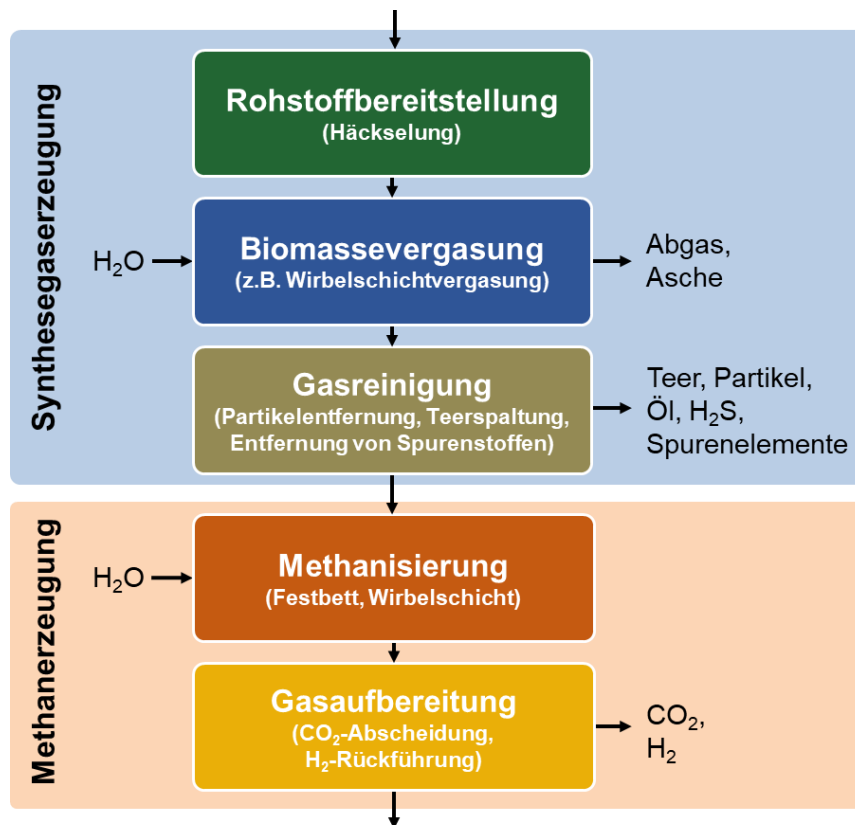 Synthesegaserzeugung
Rohstoffbereitstellung
(Häckselung)
H₂O
Biomassevergasung
(z.B. Wirbelschichtvergasung)
Abgas,
Asche
Gasreinigung
(Partikelentfernung, Teerspaltung,
Entfernung von Spurenstoffen)
Teer, Partikel,
Öl, H₂S,
Spurenelemente
Methanerzeugung
H₂O
Methanisierung
(Festbett, Wirbelschicht)
Gasaufbereitung
(CO₂-Abscheidung,
H₂-Rückführung)
CO₂,
H₂